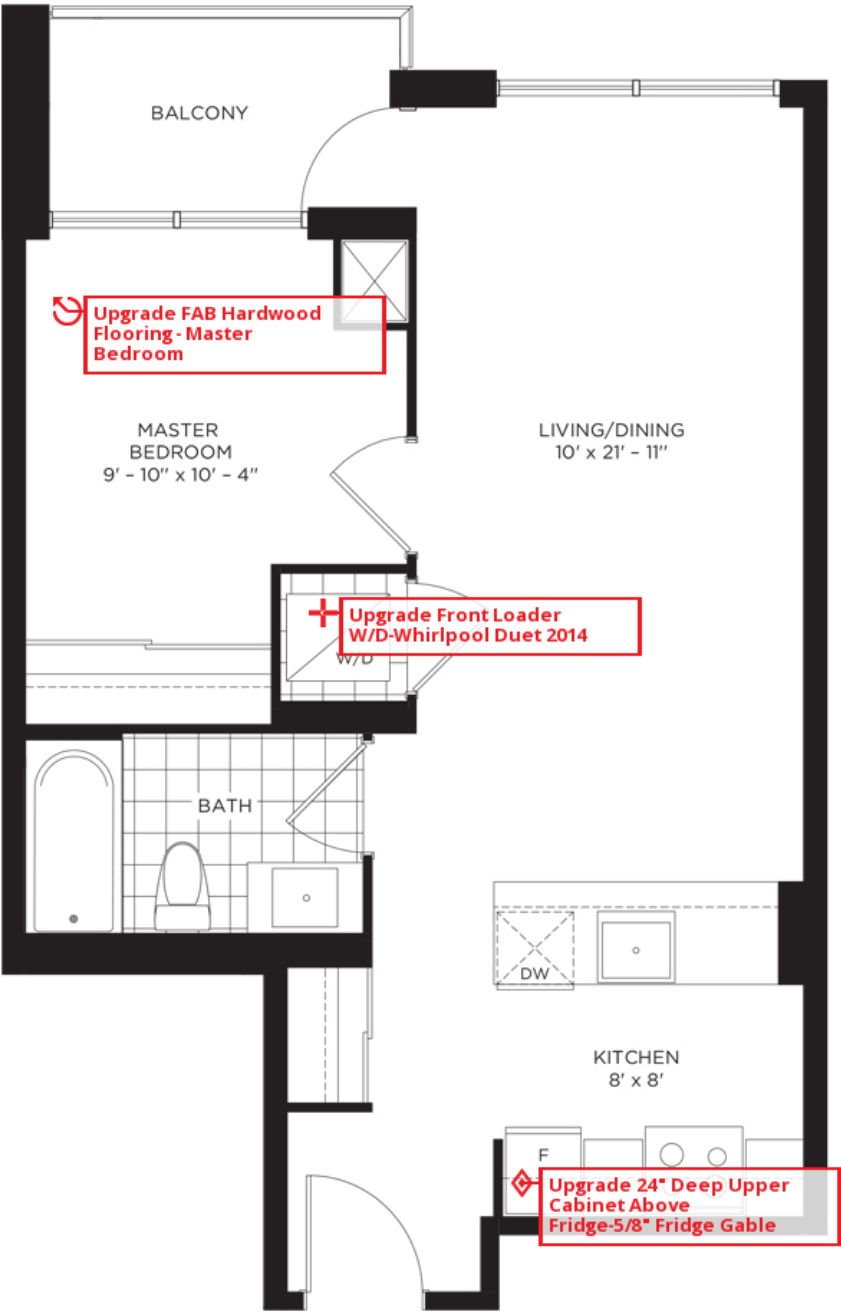 BALCONY
Upgrade FAB Hardwood
Flooring - Master
Bedroom
MASTER
BEDROOM
9' – 10" x 10' – 4"
LIVING/DINING
10' x 21' – 11"
Upgrade Front Loader
W/D-Whirlpool Duet 2014
W/D
BATH
DW
KITCHEN
8' x 8'
F
Upgrade 24" Deep Upper
Cabinet Above
Fridge-5/8" Fridge Gable